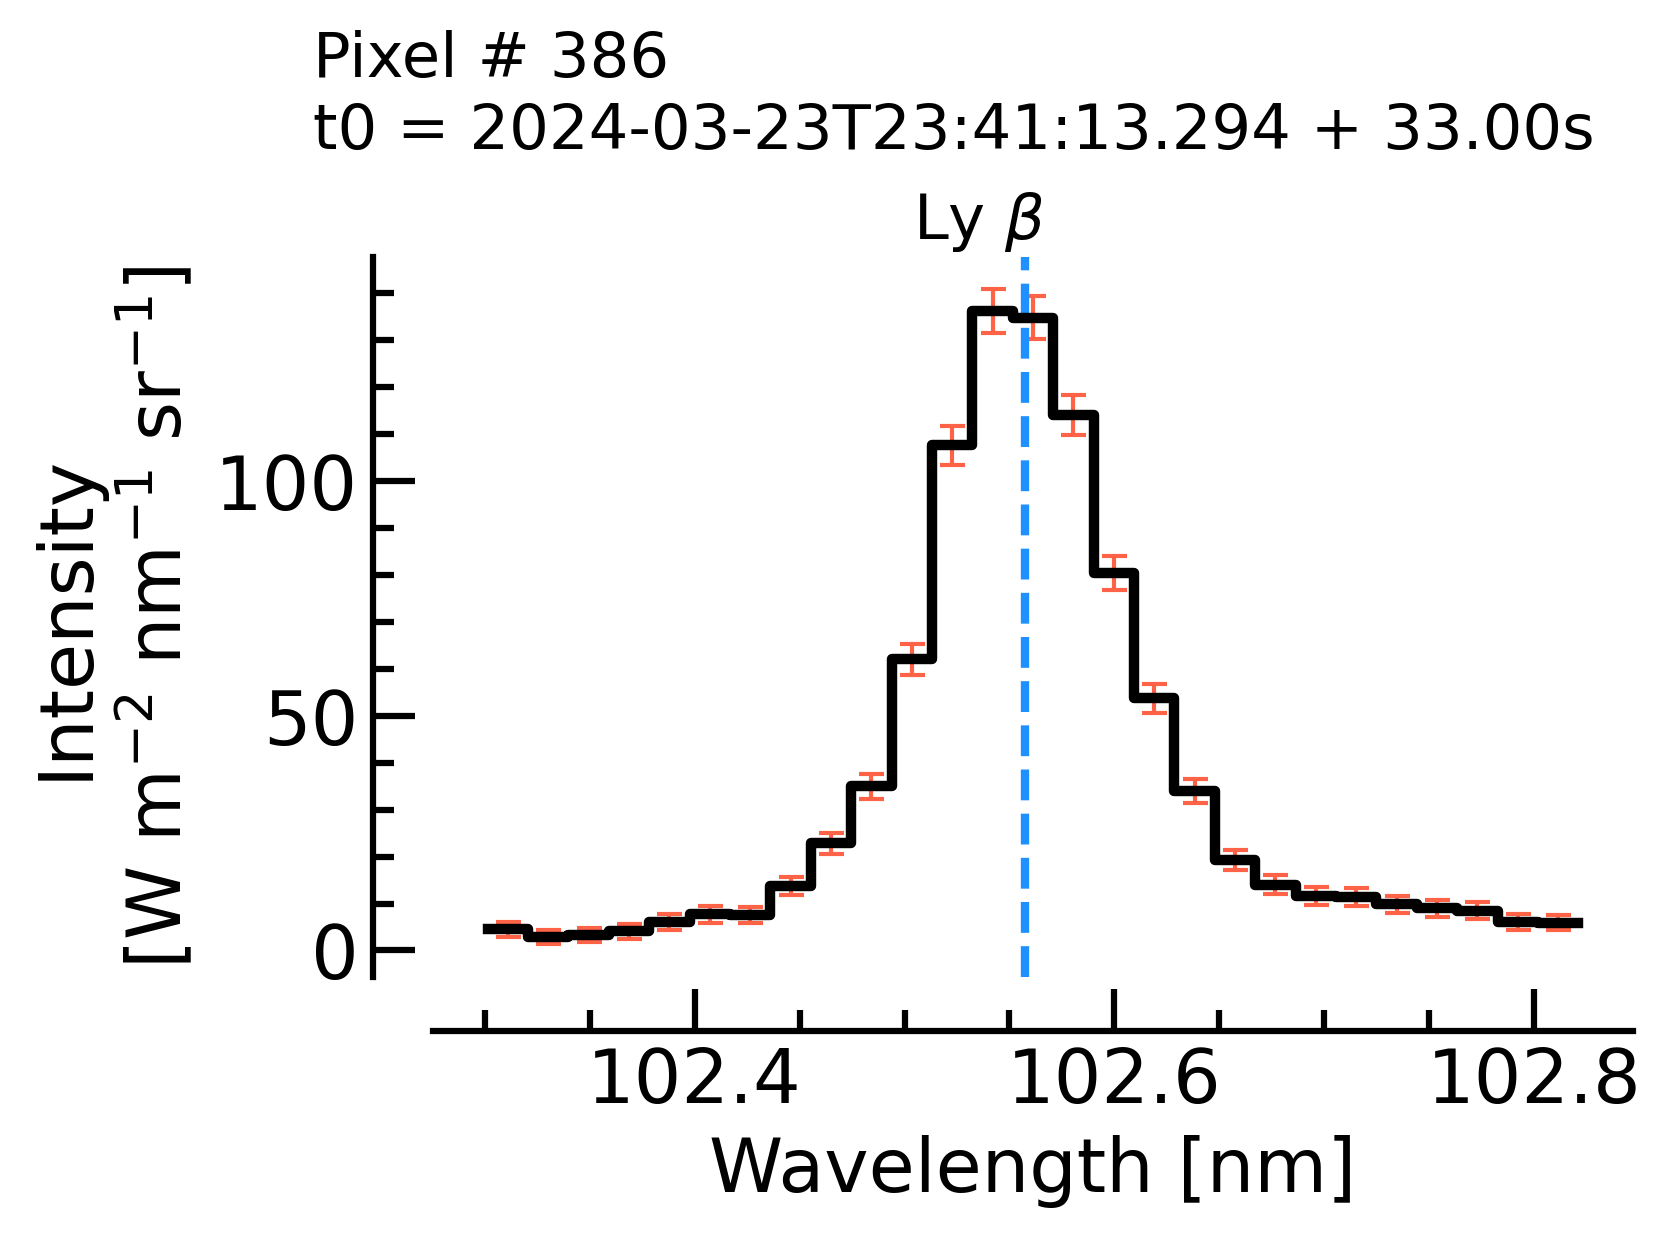 Pixel # 386
t0 = 2024-03-23T23:41:13.294 + 33.00s
Ly β
Intensity
[W m⁻² nm⁻¹ sr⁻¹]
100
50
0
102.4 102.6 102.8
Wavelength [nm]